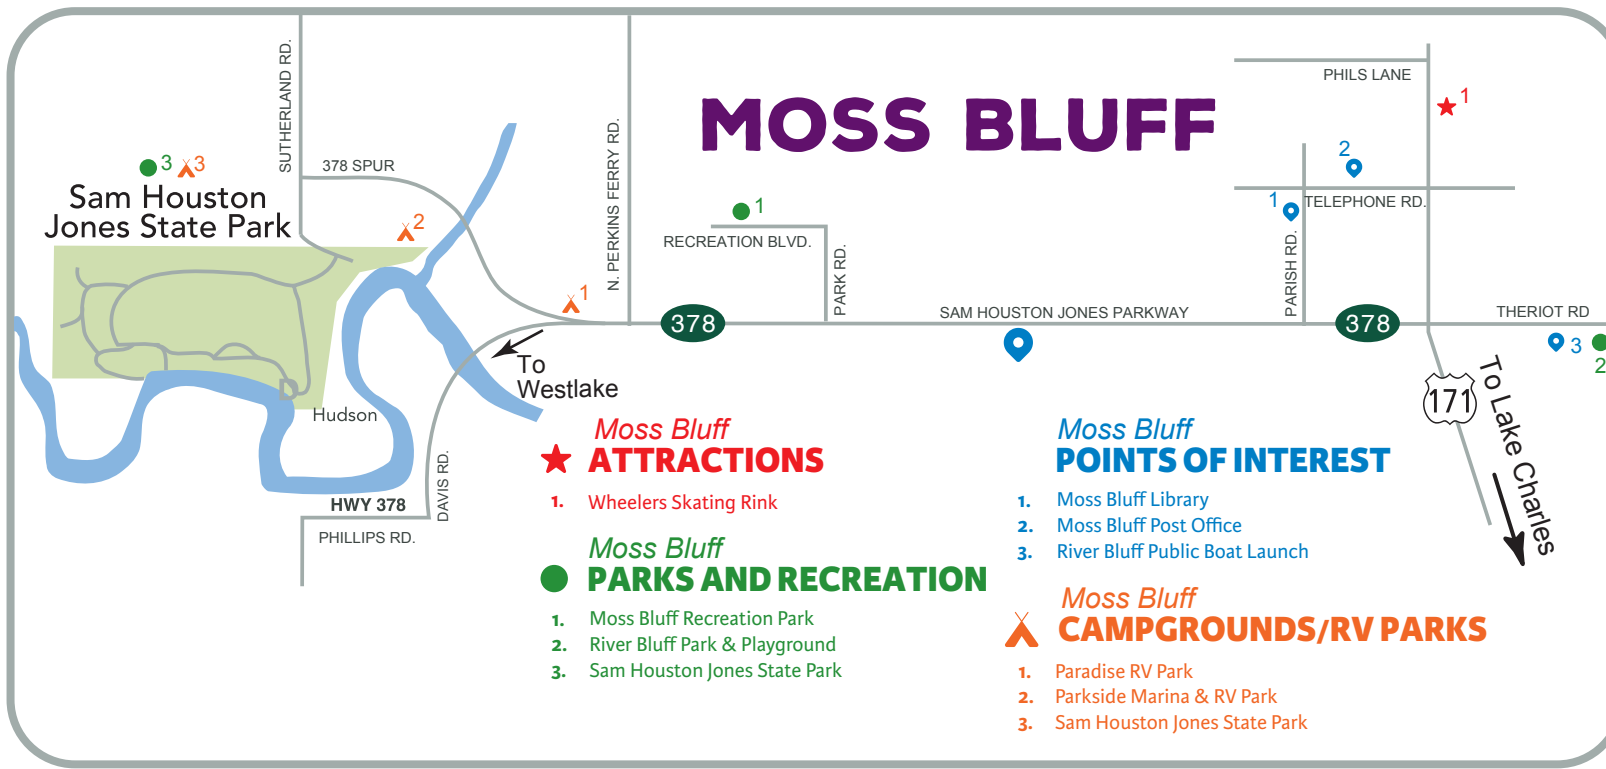 MOSS BLUFF
SUTHERLAND RD.
378 SPUR
3
3
Sam Houston
Jones State Park
2
1
N. PERKINS FERRY RD.
1
RECREATION BLVD.
PARK RD.
PHILS LANE
1
2
1
TELEPHONE RD.
PARISH RD.
378
SAM HOUSTON JONES PARKWAY
378
THERIOT RD
3
2
To
Westlake
Hudson
171
To Lake Charles
HWY 378
DAVIS RD.
PHILLIPS RD.
Moss Bluff
ATTRACTIONS
1. Wheelers Skating Rink
Moss Bluff
PARKS AND RECREATION
1. Moss Bluff Recreation Park
2. River Bluff Park & Playground
3. Sam Houston Jones State Park
Moss Bluff
POINTS OF INTEREST
1. Moss Bluff Library
2. Moss Bluff Post Office
3. River Bluff Public Boat Launch
Moss Bluff
CAMPGROUNDS/RV PARKS
1. Paradise RV Park
2. Parkside Marina & RV Park
3. Sam Houston Jones State Park